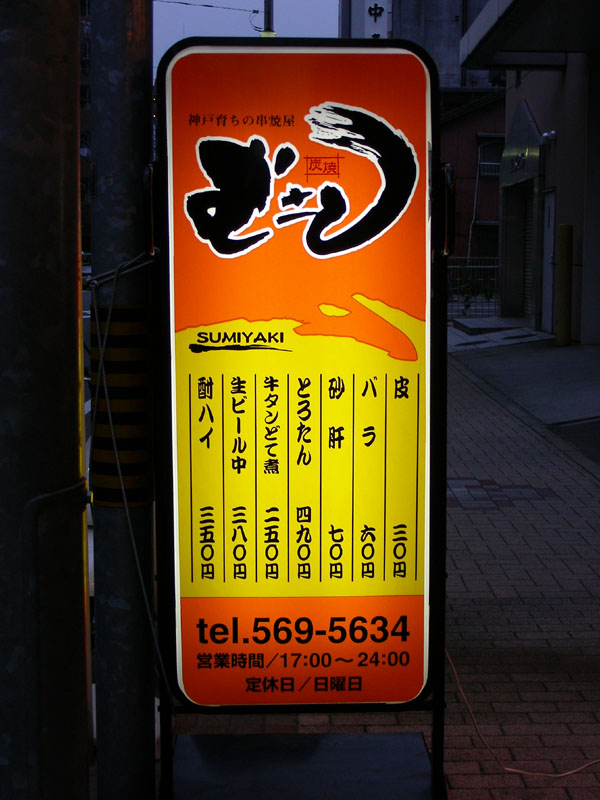 神戸育ちの串焼屋
炭焼
むさし
SUMIYAKI
皮 三〇円
バラ 六〇円
砂肝 七〇円
とろたん 四九〇円
牛タンどて煮 二五〇円
生ビール中 三八〇円
酎ハイ 三五〇円
tel.569-5634
営業時間/17:00～24:00
定休日/日曜日
中